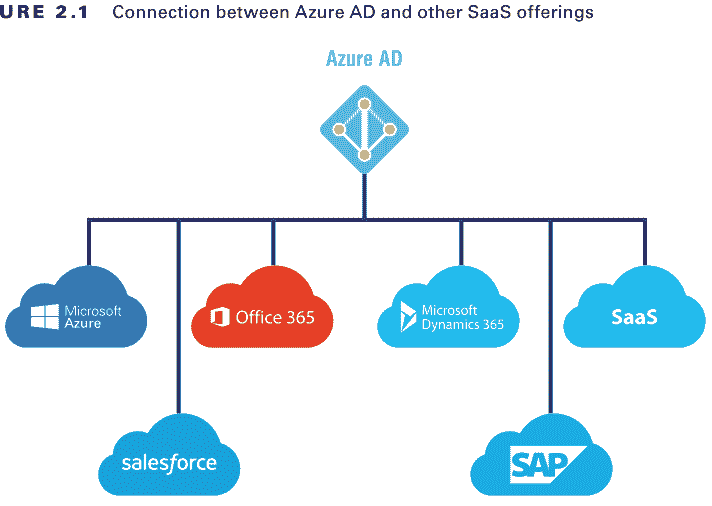 URE 2.1 Connection between Azure AD and other SaaS offerings
Azure AD
Microsoft
Azure
Office 365
Microsoft
Dynamics 365
SaaS
salesforce
SAP